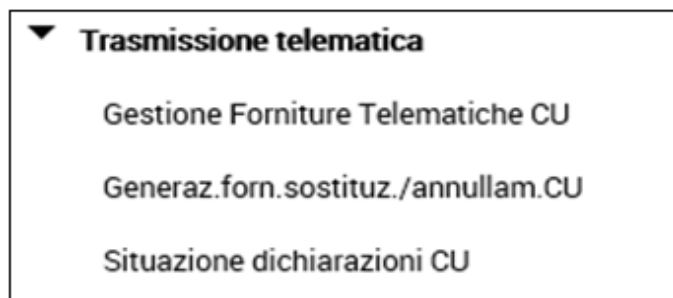 Trasmissione telematica
Gestione Forniture Telematiche CU
Generaz.forn.sostituz./annullam.CU
Situazione dichiarazioni CU